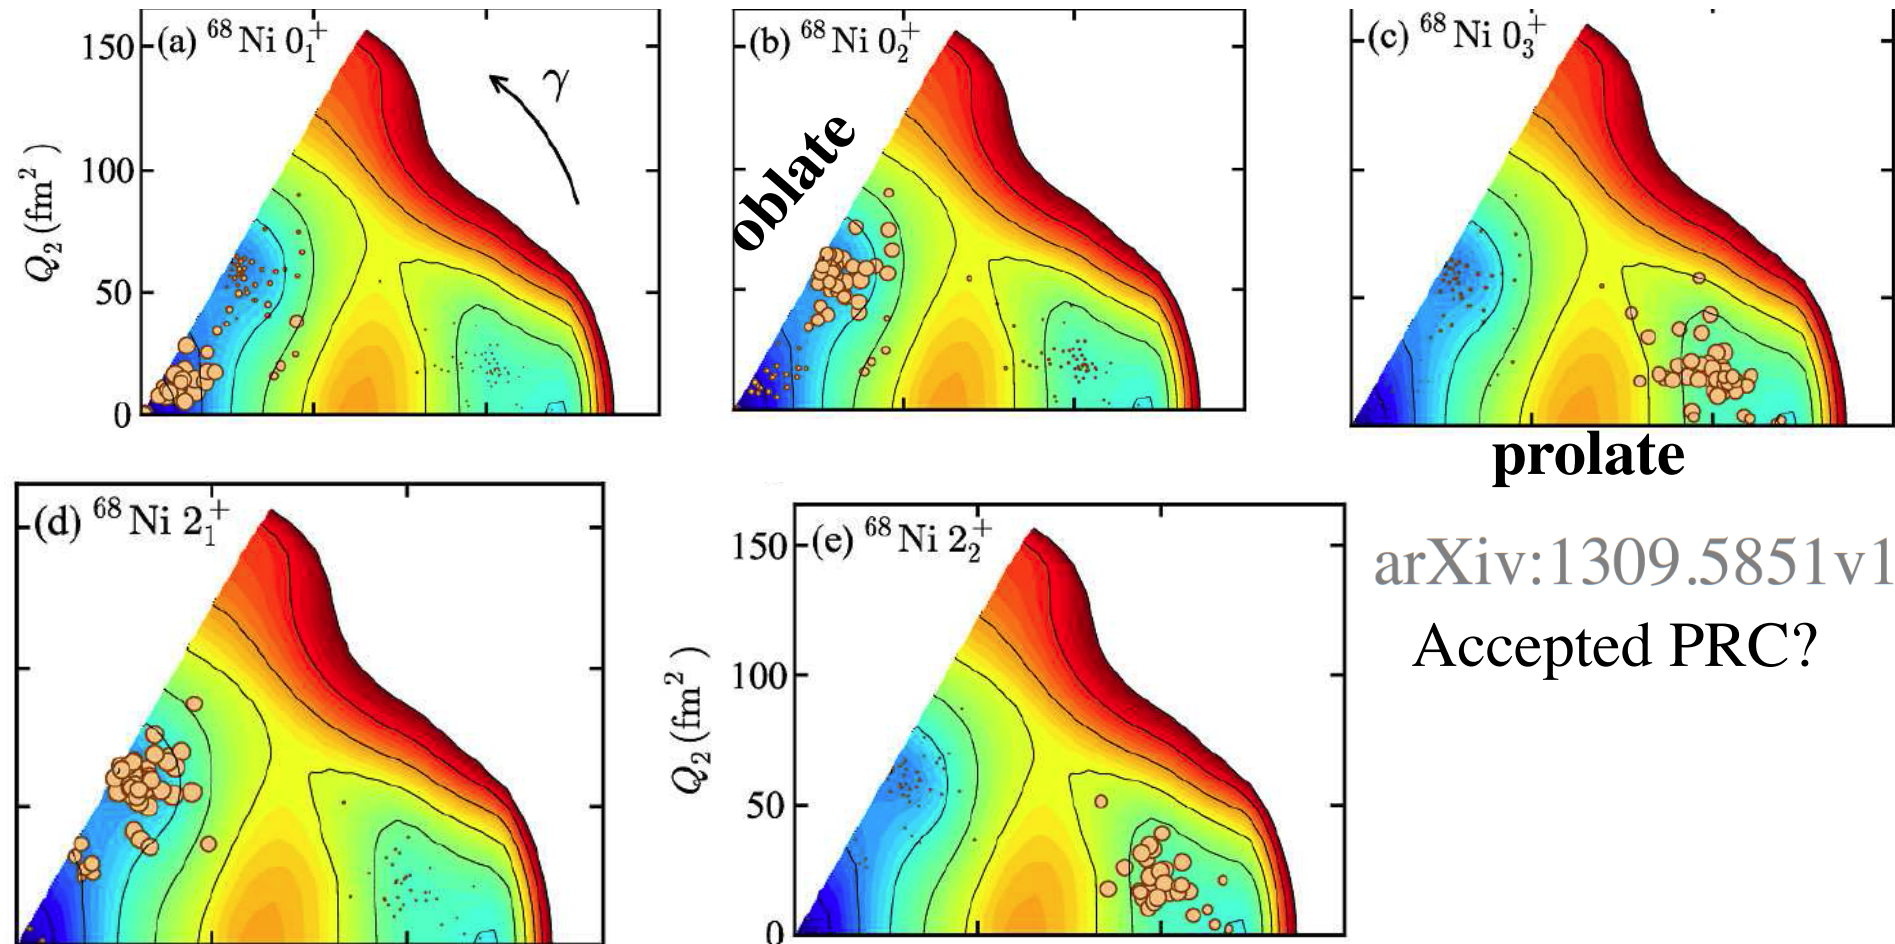 (a) ⁶⁸Ni 0₁⁺
(b) ⁶⁸Ni 0₂⁺
(c) ⁶⁸Ni 0₃⁺
γ
oblate
Q₂ (fm²)
150
100
50
0
prolate
(d) ⁶⁸Ni 2₁⁺
(e) ⁶⁸Ni 2₂⁺
Q₂ (fm²)
150
100
50
0
arXiv:1309.5851v1
Accepted PRC?